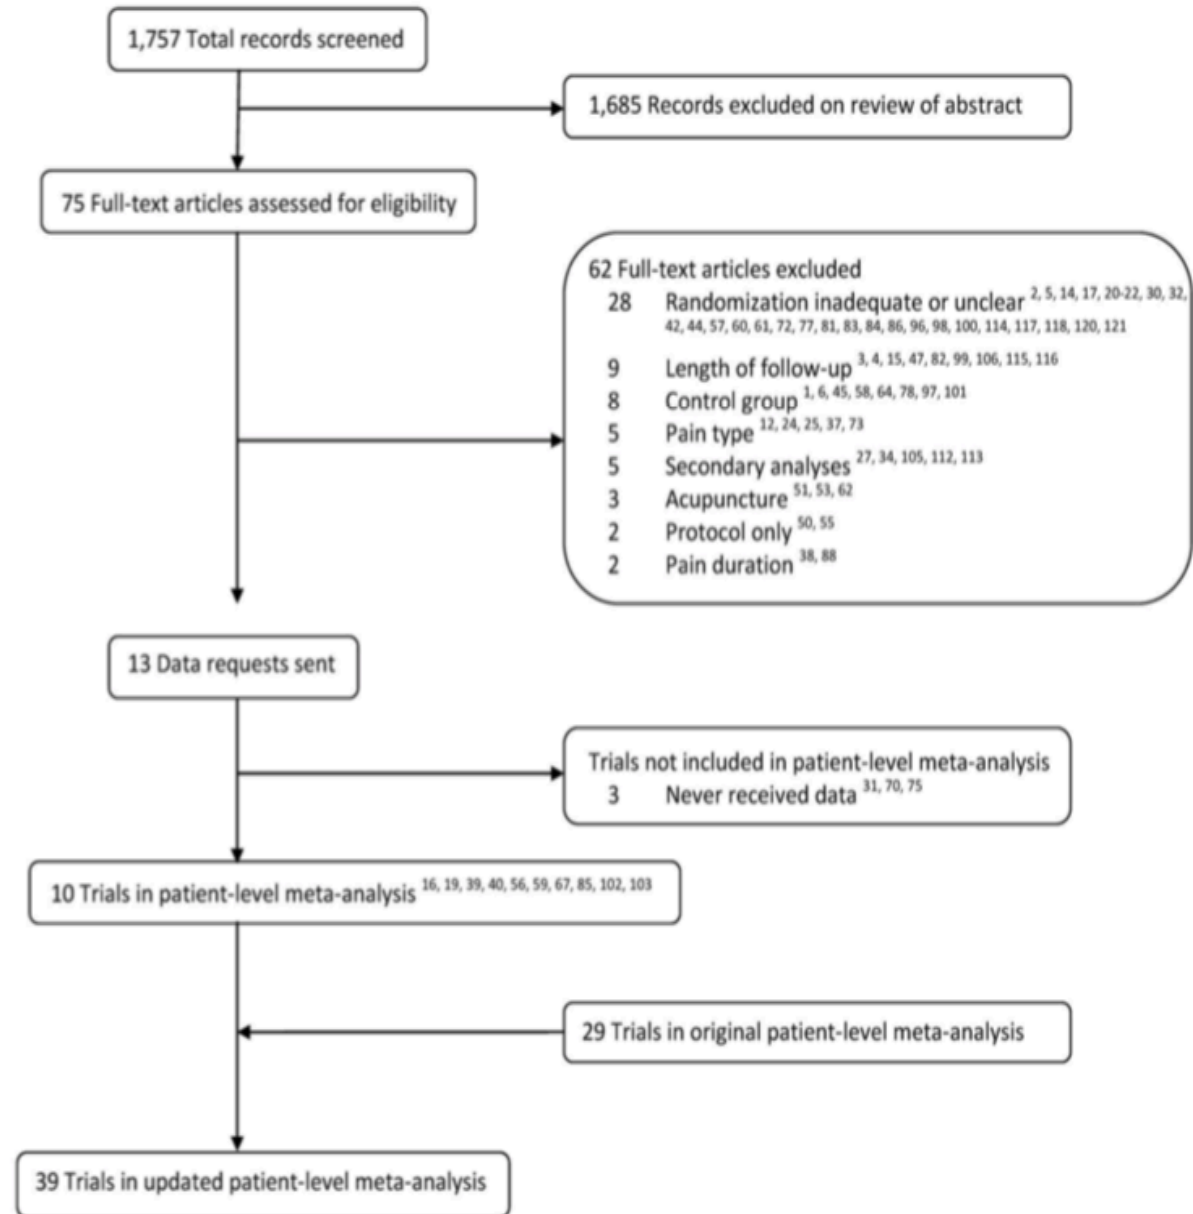 1,757 Total records screened
1,685 Records excluded on review of abstract
75 Full-text articles assessed for eligibility
62 Full-text articles excluded
28 Randomization inadequate or unclear 2, 5, 14, 17, 20-22, 30, 32,
42, 44, 57, 60, 61, 72, 77, 81, 83, 84, 86, 96, 98, 100, 114, 117, 118, 120, 121
9 Length of follow-up 3, 4, 15, 47, 82, 99, 106, 115, 116
8 Control group 1, 6, 45, 58, 64, 78, 97, 101
5 Pain type 12, 24, 25, 37, 73
5 Secondary analyses 27, 34, 105, 112, 113
3 Acupuncture 51, 53, 62
2 Protocol only 50, 55
2 Pain duration 38, 88
13 Data requests sent
Trials not included in patient-level meta-analysis
3 Never received data 31, 70, 75
10 Trials in patient-level meta-analysis 16, 19, 39, 40, 56, 59, 67, 85, 102, 103
29 Trials in original patient-level meta-analysis
39 Trials in updated patient-level meta-analysis